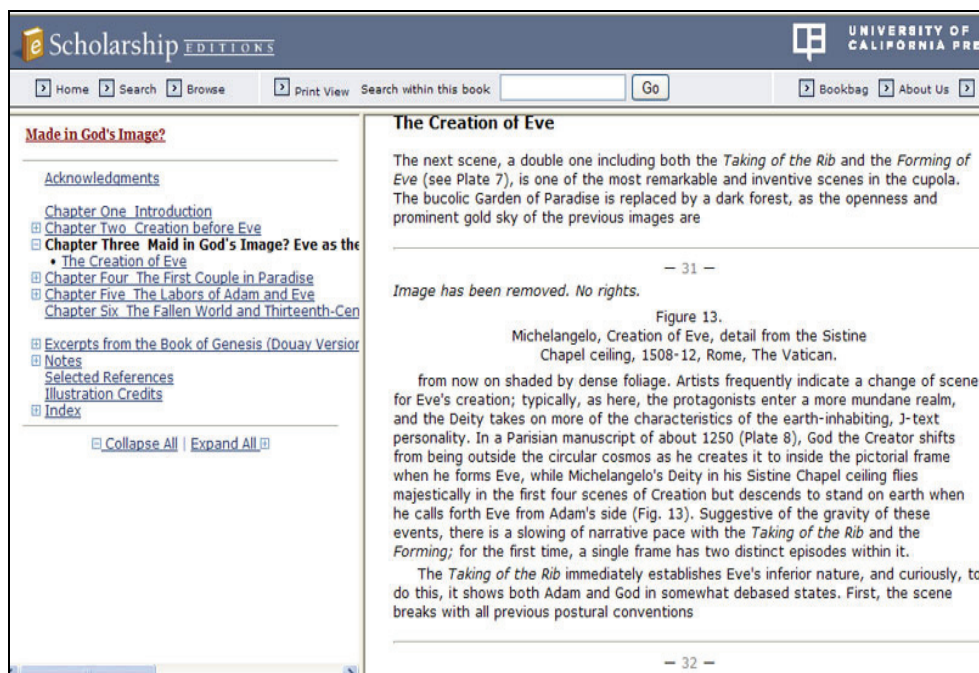 e Scholarship EDITIONS
UNIVERSITY OF
CALIFORNIA PRE
Home Search Browse Print View Search within this book Go Bookbag About Us
Made in God's Image?
Acknowledgments
Chapter One Introduction
Chapter Two Creation before Eve
Chapter Three Maid in God's Image? Eve as the
• The Creation of Eve
Chapter Four The First Couple in Paradise
Chapter Five The Labors of Adam and Eve
Chapter Six The Fallen World and Thirteenth-Cen
Excerpts from the Book of Genesis (Douay Version
Notes
Selected References
Illustration Credits
Index
Collapse All | Expand All
The Creation of Eve
The next scene, a double one including both the Taking of the Rib and the Forming of
Eve (see Plate 7), is one of the most remarkable and inventive scenes in the cupola.
The bucolic Garden of Paradise is replaced by a dark forest, as the openness and
prominent gold sky of the previous images are
— 31 —
Image has been removed. No rights.
Figure 13.
Michelangelo, Creation of Eve, detail from the Sistine
Chapel ceiling, 1508-12, Rome, The Vatican.
from now on shaded by dense foliage. Artists frequently indicate a change of scene
for Eve's creation; typically, as here, the protagonists enter a more mundane realm,
and the Deity takes on more of the characteristics of the earth-inhabiting, J-text
personality. In a Parisian manuscript of about 1250 (Plate 8), God the Creator shifts
from being outside the circular cosmos as he creates it to inside the pictorial frame
when he forms Eve, while Michelangelo's Deity in his Sistine Chapel ceiling flies
majestically in the first four scenes of Creation but descends to stand on earth when
he calls forth Eve from Adam's side (Fig. 13). Suggestive of the gravity of these
events, there is a slowing of narrative pace with the Taking of the Rib and the
Forming; for the first time, a single frame has two distinct episodes within it.
The Taking of the Rib immediately establishes Eve's inferior nature, and curiously, to
do this, it shows both Adam and God in somewhat debased states. First, the scene
breaks with all previous postural conventions
— 32 —